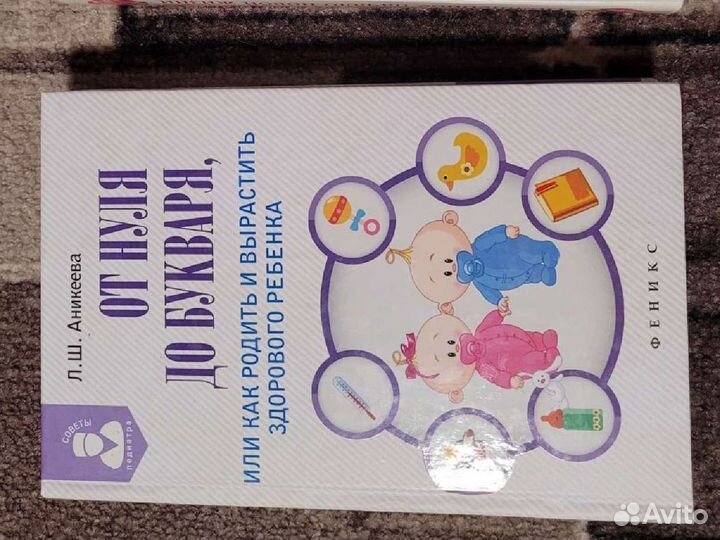 Л.Ш. Аникеева
СОВЕТЫ
педиатра
ОТ НУЛЯ
ДО БУКВАРЯ,
ИЛИ КАК РОДИТЬ И ВЫРАСТИТЬ
ЗДОРОВОГО РЕБЕНКА
ФЕНИКС
Avito